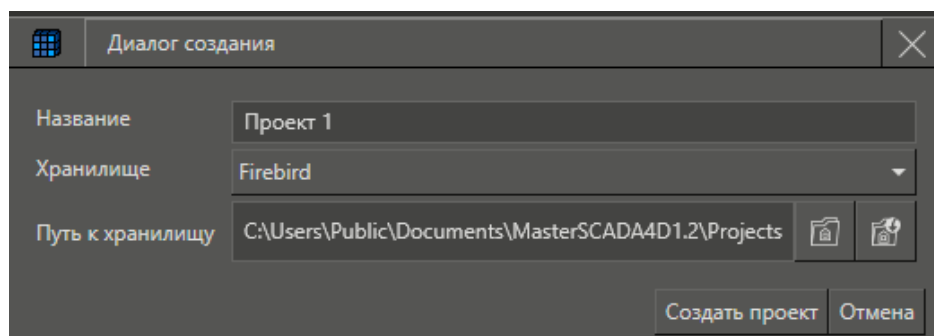 Диалог создания
Название
Проект 1
Хранилище
Firebird
Путь к хранилищу
C:\Users\Public\Documents\MasterSCADA4D1.2\Projects
Создать проект
Отмена